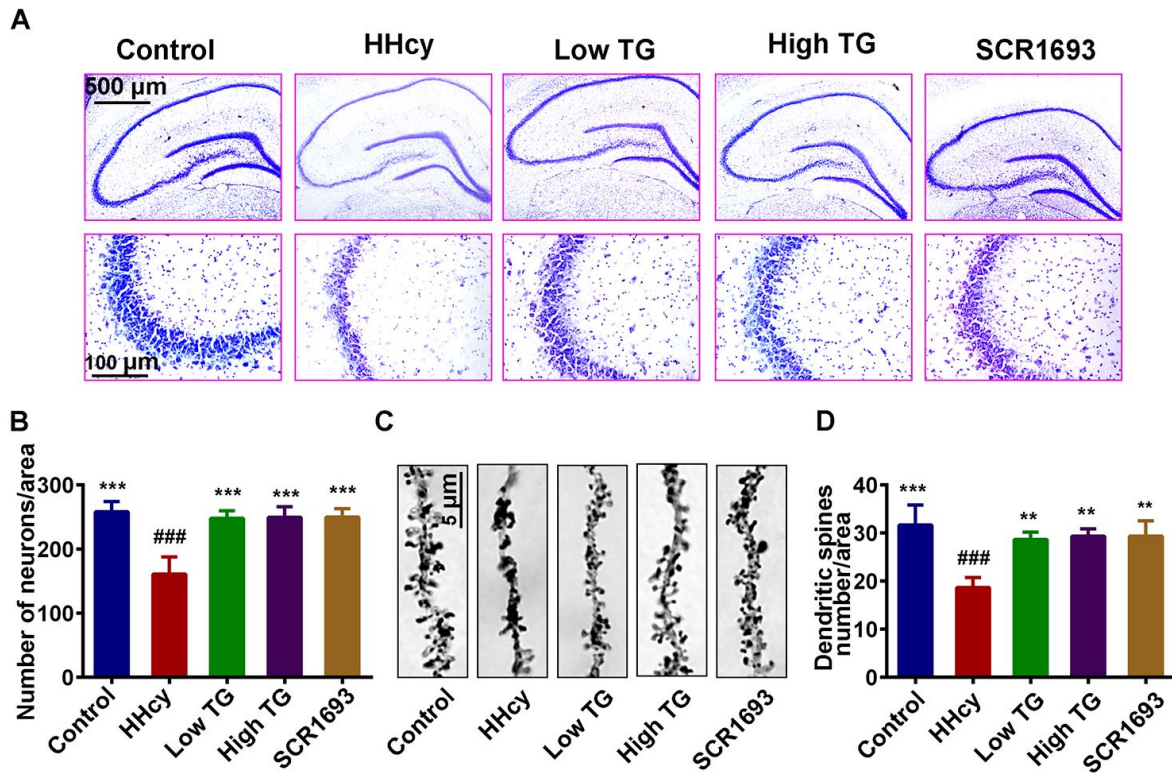 A
Control
HHcy
Low TG
High TG
SCR1693
500 µm
100 µm
B
Number of neurons/area
300
200
100
0
***
###
***
***
***
Control
HHcy
Low TG
High TG
SCR1693
C
5 µm
Control
HHcy
Low TG
High TG
SCR1693
D
Dendritic spines
number/area
40
30
20
10
0
***
###
**
**
**
Control
HHcy
Low TG
High TG
SCR1693